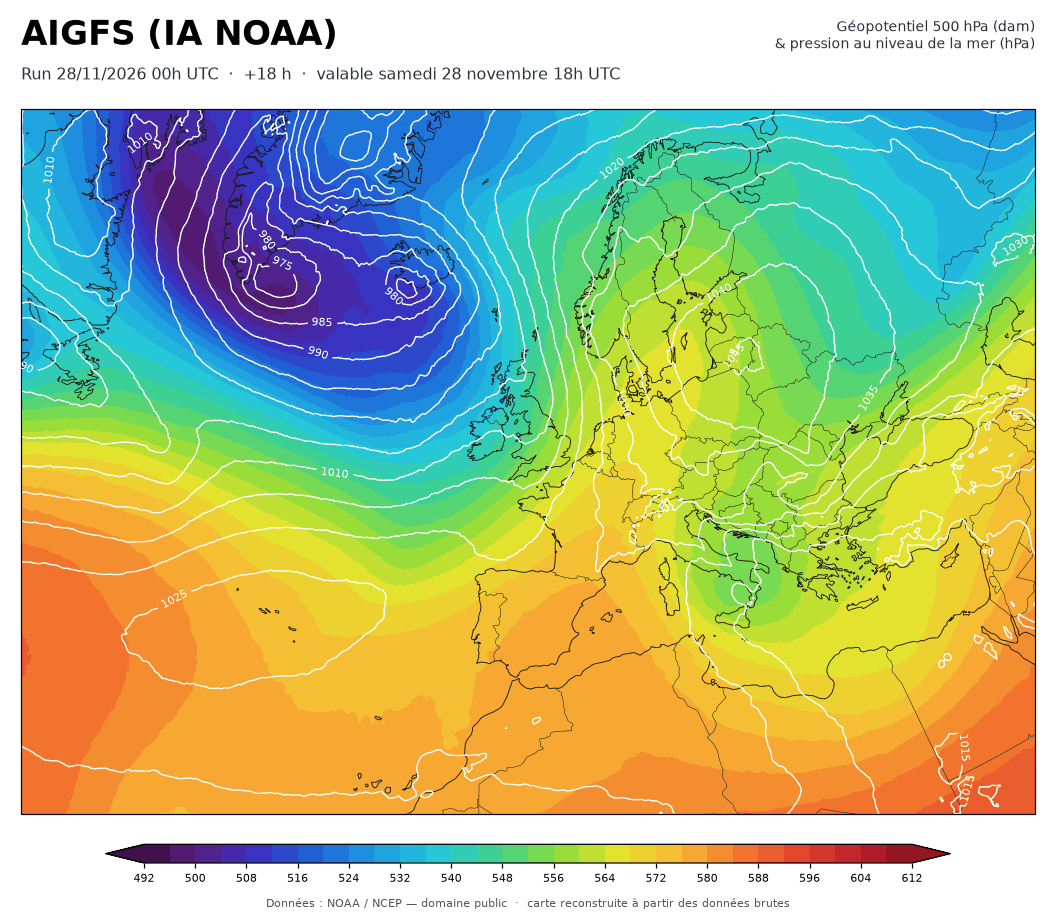 AIGFS (IA NOAA)
Géopotentiel 500 hPa (dam)
& pression au niveau de la mer (hPa)
Run 28/11/2026 00h UTC · +18 h · valable samedi 28 novembre 18h UTC
1010
1010
1020
1030
980
975
980
1040
985
990
1035
1010
1025
1015
1015
492 500 508 516 524 532 540 548 556 564 572 580 588 596 604 612
Données : NOAA / NCEP — domaine public · carte reconstruite à partir des données brutes